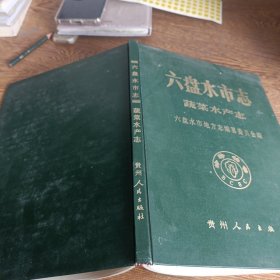 六盘水市志
蔬菜水产志
六盘水市地方志编纂委员会编
贵州人民出版社
六盘水市志 蔬菜水产志
贵州人民出版社